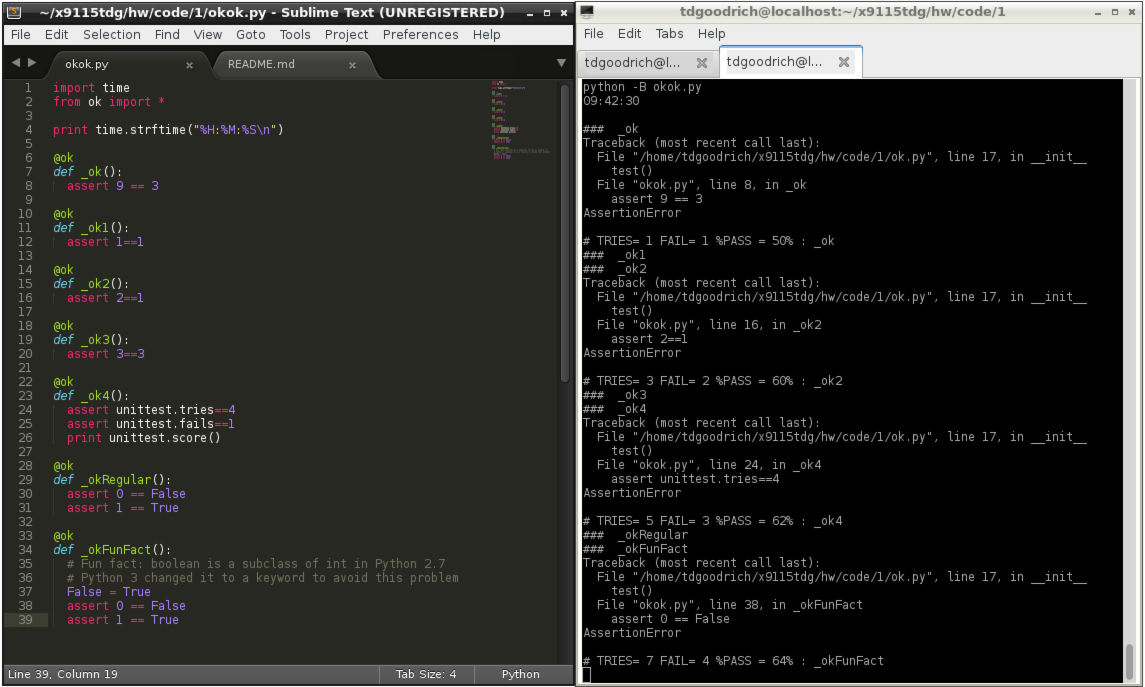 ~/x9115tdg/hw/code/1/okok.py - Sublime Text (UNREGISTERED)
File Edit Selection Find View Goto Tools Project Preferences Help
okok.py × README.md ×
1 import time
2 from ok import *
3
4 print time.strftime("%H:%M:%S\n")
5
6 @ok
7 def _ok():
8 assert 9 == 3
9
10 @ok
11 def _ok1():
12 assert 1==1
13
14 @ok
15 def _ok2():
16 assert 2==1
17
18 @ok
19 def _ok3():
20 assert 3==3
21
22 @ok
23 def _ok4():
24 assert unittest.tries==4
25 assert unittest.fails==1
26 print unittest.score()
27
28 @ok
29 def _okRegular():
30 assert 0 == False
31 assert 1 == True
32
33 @ok
34 def _okFunFact():
35 # Fun fact: boolean is a subclass of int in Python 2.7
36 # Python 3 changed it to a keyword to avoid this problem
37 False = True
38 assert 0 == False
39 assert 1 == True
Line 39, Column 19 Tab Size: 4 Python
tdgoodrich@localhost:~/x9115tdg/hw/code/1
File Edit Tabs Help
tdgoodrich@l... tdgoodrich@l...
python -B okok.py
09:42:30

### _ok
Traceback (most recent call last):
File "/home/tdgoodrich/x9115tdg/hw/code/1/ok.py", line 17, in __init__
test()
File "okok.py", line 8, in _ok
assert 9 == 3
AssertionError

# TRIES= 1 FAIL= 1 %PASS = 50% : _ok
### _ok1
### _ok2
Traceback (most recent call last):
File "/home/tdgoodrich/x9115tdg/hw/code/1/ok.py", line 17, in __init__
test()
File "okok.py", line 16, in _ok2
assert 2==1
AssertionError

# TRIES= 3 FAIL= 2 %PASS = 60% : _ok2
### _ok3
### _ok4
Traceback (most recent call last):
File "/home/tdgoodrich/x9115tdg/hw/code/1/ok.py", line 17, in __init__
test()
File "okok.py", line 24, in _ok4
assert unittest.tries==4
AssertionError

# TRIES= 5 FAIL= 3 %PASS = 62% : _ok4
### _okRegular
### _okFunFact
Traceback (most recent call last):
File "/home/tdgoodrich/x9115tdg/hw/code/1/ok.py", line 17, in __init__
test()
File "okok.py", line 38, in _okFunFact
assert 0 == False
AssertionError

# TRIES= 7 FAIL= 4 %PASS = 64% : _okFunFact